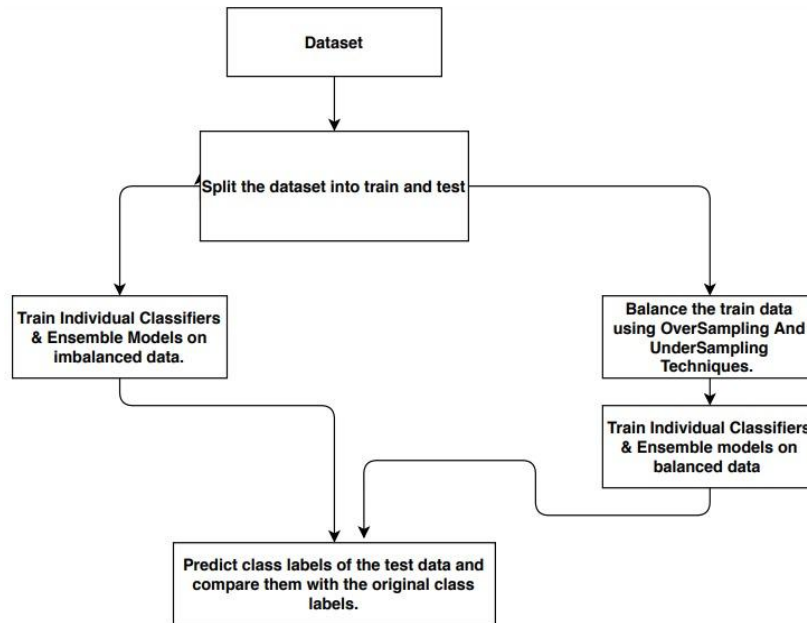 Dataset
Split the dataset into train and test
Train Individual Classifiers
& Ensemble Models on
imbalanced data.
Balance the train data
using OverSampling And
UnderSampling
Techniques.
Train Individual Classifiers
& Ensemble models on
balanced data
Predict class labels of the test data and
compare them with the original class
labels.